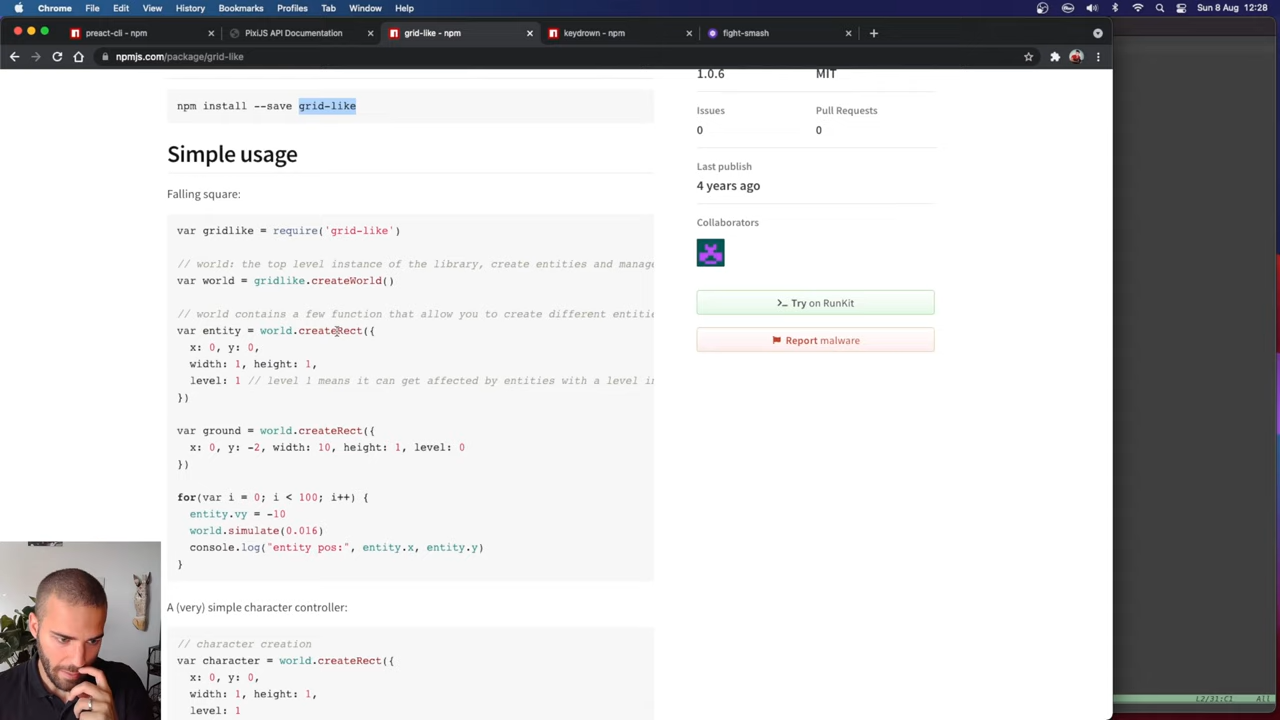 Chrome File Edit View History Bookmarks Profiles Tab Window Help Sun 8 Aug 12:28
preact-cli - npm PixiJS API Documentation grid-like - npm keydrown - npm fight-smash
npmjs.com/package/grid-like
npm install --save grid-like
Simple usage
Falling square:
var gridlike = require('grid-like')
// world: the top level instance of the library, create entities and manage
var world = gridlike.createWorld()
// world contains a few function that allow you to create different entitie
var entity = world.createRect({
x: 0, y: 0,
width: 1, height: 1,
level: 1 // level 1 means it can get affected by entities with a level in
})
var ground = world.createRect({
x: 0, y: -2, width: 10, height: 1, level: 0
})
for(var i = 0; i < 100; i++) {
entity.vy = -10
world.simulate(0.016)
console.log("entity pos:", entity.x, entity.y)
}
A (very) simple character controller:
// character creation
var character = world.createRect({
x: 0, y: 0,
width: 1, height: 1,
level: 1
1.0.6 MIT
Issues Pull Requests
0 0
Last publish
4 years ago
Collaborators
Try on RunKit
Report malware
All